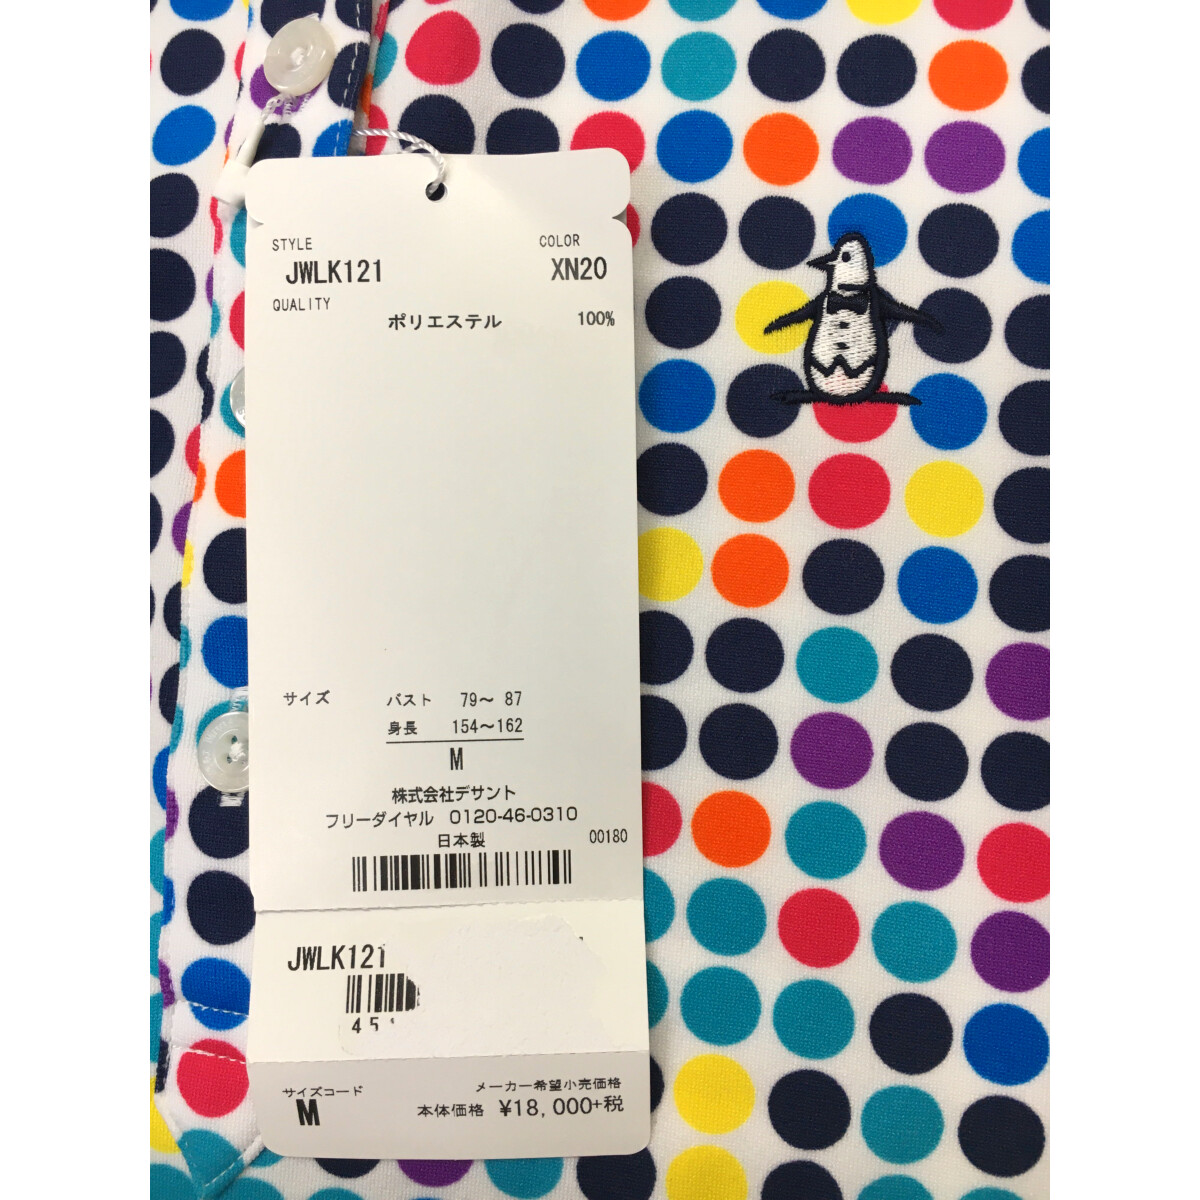 STYLE COLOR
JWLK121 XN20
QUALITY
ポリエステル 100%
サイズ バスト 79〜 87
身長 154〜162
M
株式会社デサント
フリーダイヤル 0120-46-0310
日本製 00180
JWLK121
45
サイズコード メーカー希望小売価格
M 本体価格 ¥18,000+税